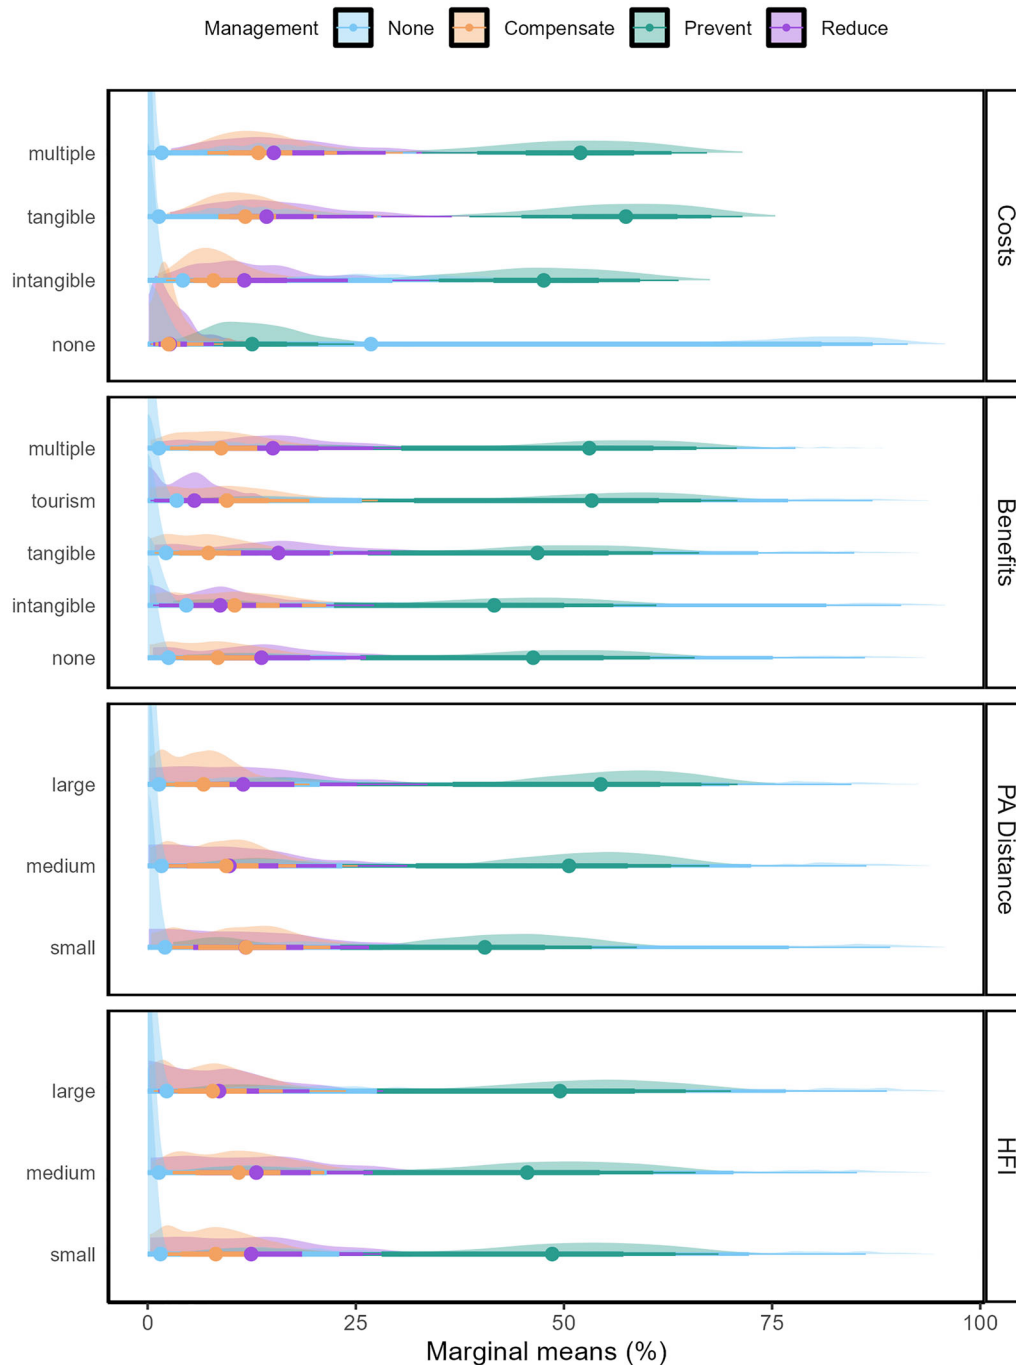 Management None Compensate Prevent Reduce
multiple
tangible
intangible
none
Costs
multiple
tourism
tangible
intangible
none
Benefits
large
medium
small
PA Distance
large
medium
small
HFI
0 25 50 75 100
Marginal means (%)